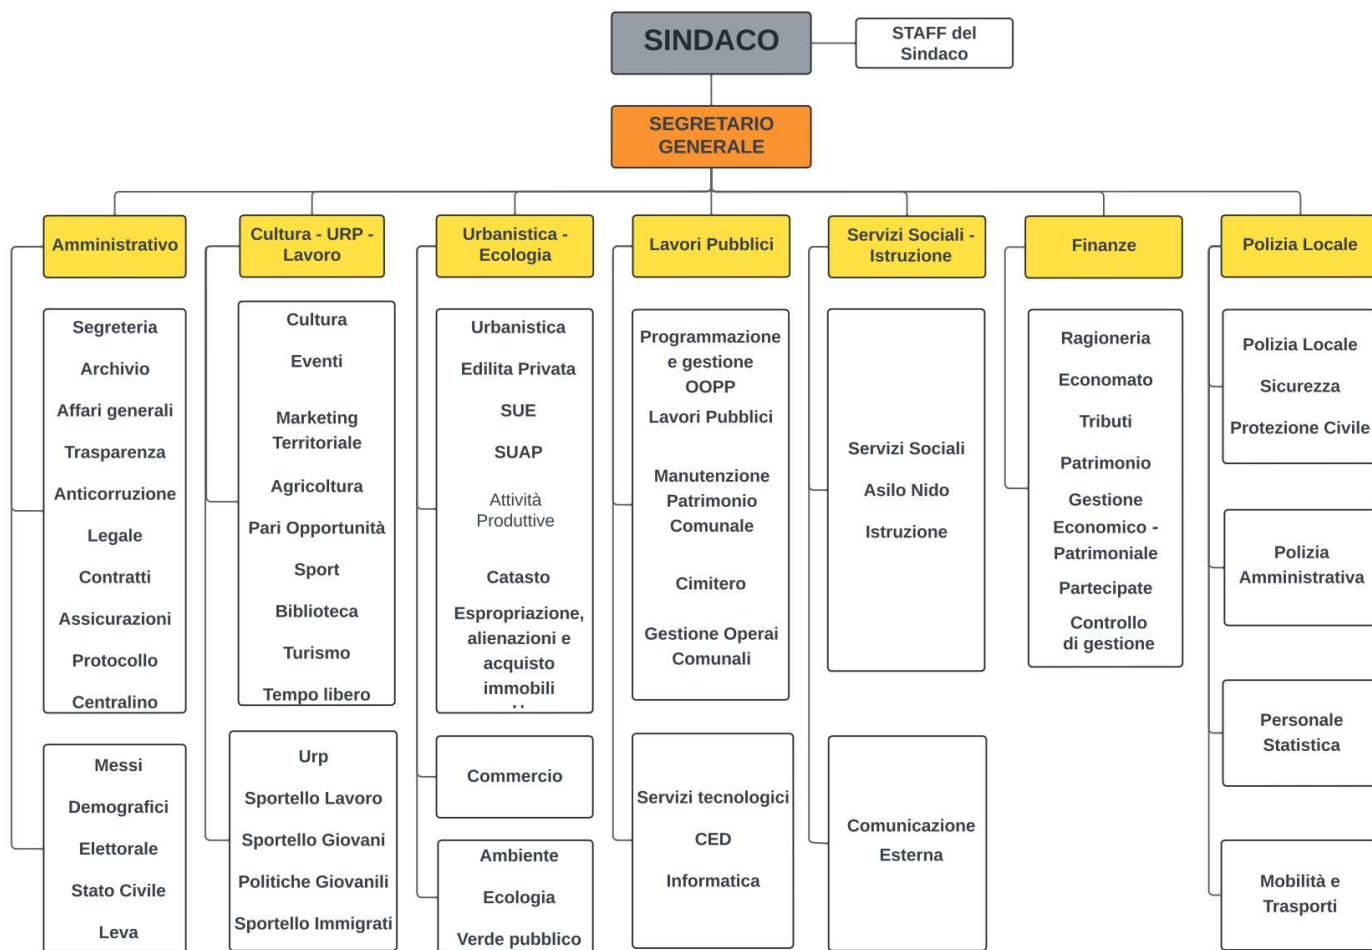 SINDACO
STAFF del
Sindaco
SEGRETARIO
GENERALE
Amministrativo
Cultura - URP -
Lavoro
Urbanistica -
Ecologia
Lavori Pubblici
Servizi Sociali -
Istruzione
Finanze
Polizia Locale
Segreteria
Archivio
Affari generali
Trasparenza
Anticorruzione
Legale
Contratti
Assicurazioni
Protocollo
Centralino
Messi
Demografici
Elettorale
Stato Civile
Leva
Cultura
Eventi
Marketing
Territoriale
Agricoltura
Pari Opportunità
Sport
Biblioteca
Turismo
Tempo libero
Urp
Sportello Lavoro
Sportello Giovani
Politiche Giovanili
Sportello Immigrati
Urbanistica
Edilita Privata
SUE
SUAP
Attività
Produttive
Catasto
Espropriazione,
alienazioni e
acquisto
immobili
Commercio
Ambiente
Ecologia
Verde pubblico
Programmazione
e gestione
OOPP
Lavori Pubblici
Manutenzione
Patrimonio
Comunale
Cimitero
Gestione Operai
Comunali
Servizi tecnologici
CED
Informatica
Servizi Sociali
Asilo Nido
Istruzione
Comunicazione
Esterna
Ragioneria
Economato
Tributi
Patrimonio
Gestione
Economico -
Patrimoniale
Partecipate
Controllo
di gestione
Polizia Locale
Sicurezza
Protezione Civile
Polizia
Amministrativa
Personale
Statistica
Mobilità e
Trasporti